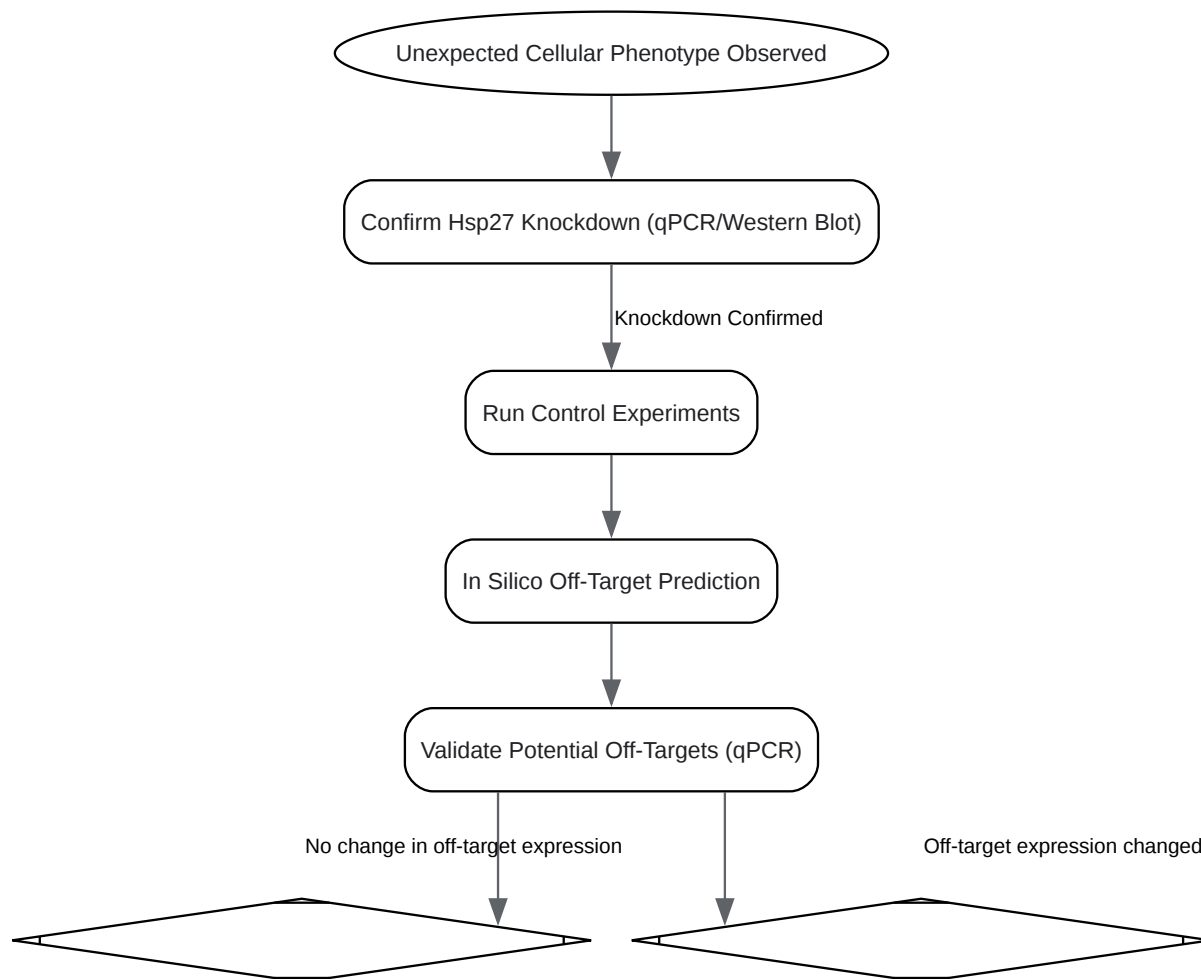 Unexpected Cellular Phenotype Observed
Confirm Hsp27 Knockdown (qPCR/Western Blot)
Knockdown Confirmed
Run Control Experiments
In Silico Off-Target Prediction
Validate Potential Off-Targets (qPCR)
No change in off-target expression
Off-target expression changed